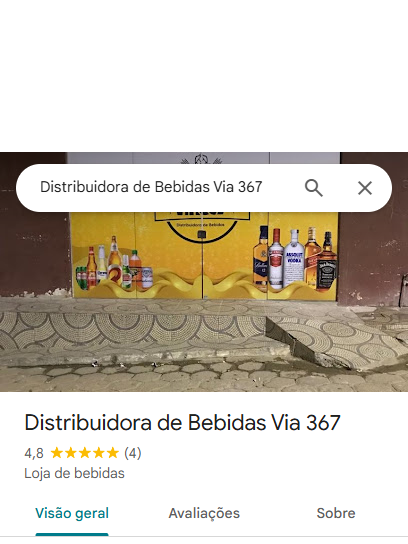 Distribuidora de Bebidas Via 367
Distribuidora de Bebidas
ABSOLUT
VODKA
Distribuidora de Bebidas Via 367
4,8 (4)
Loja de bebidas
Visão geral Avaliações Sobre